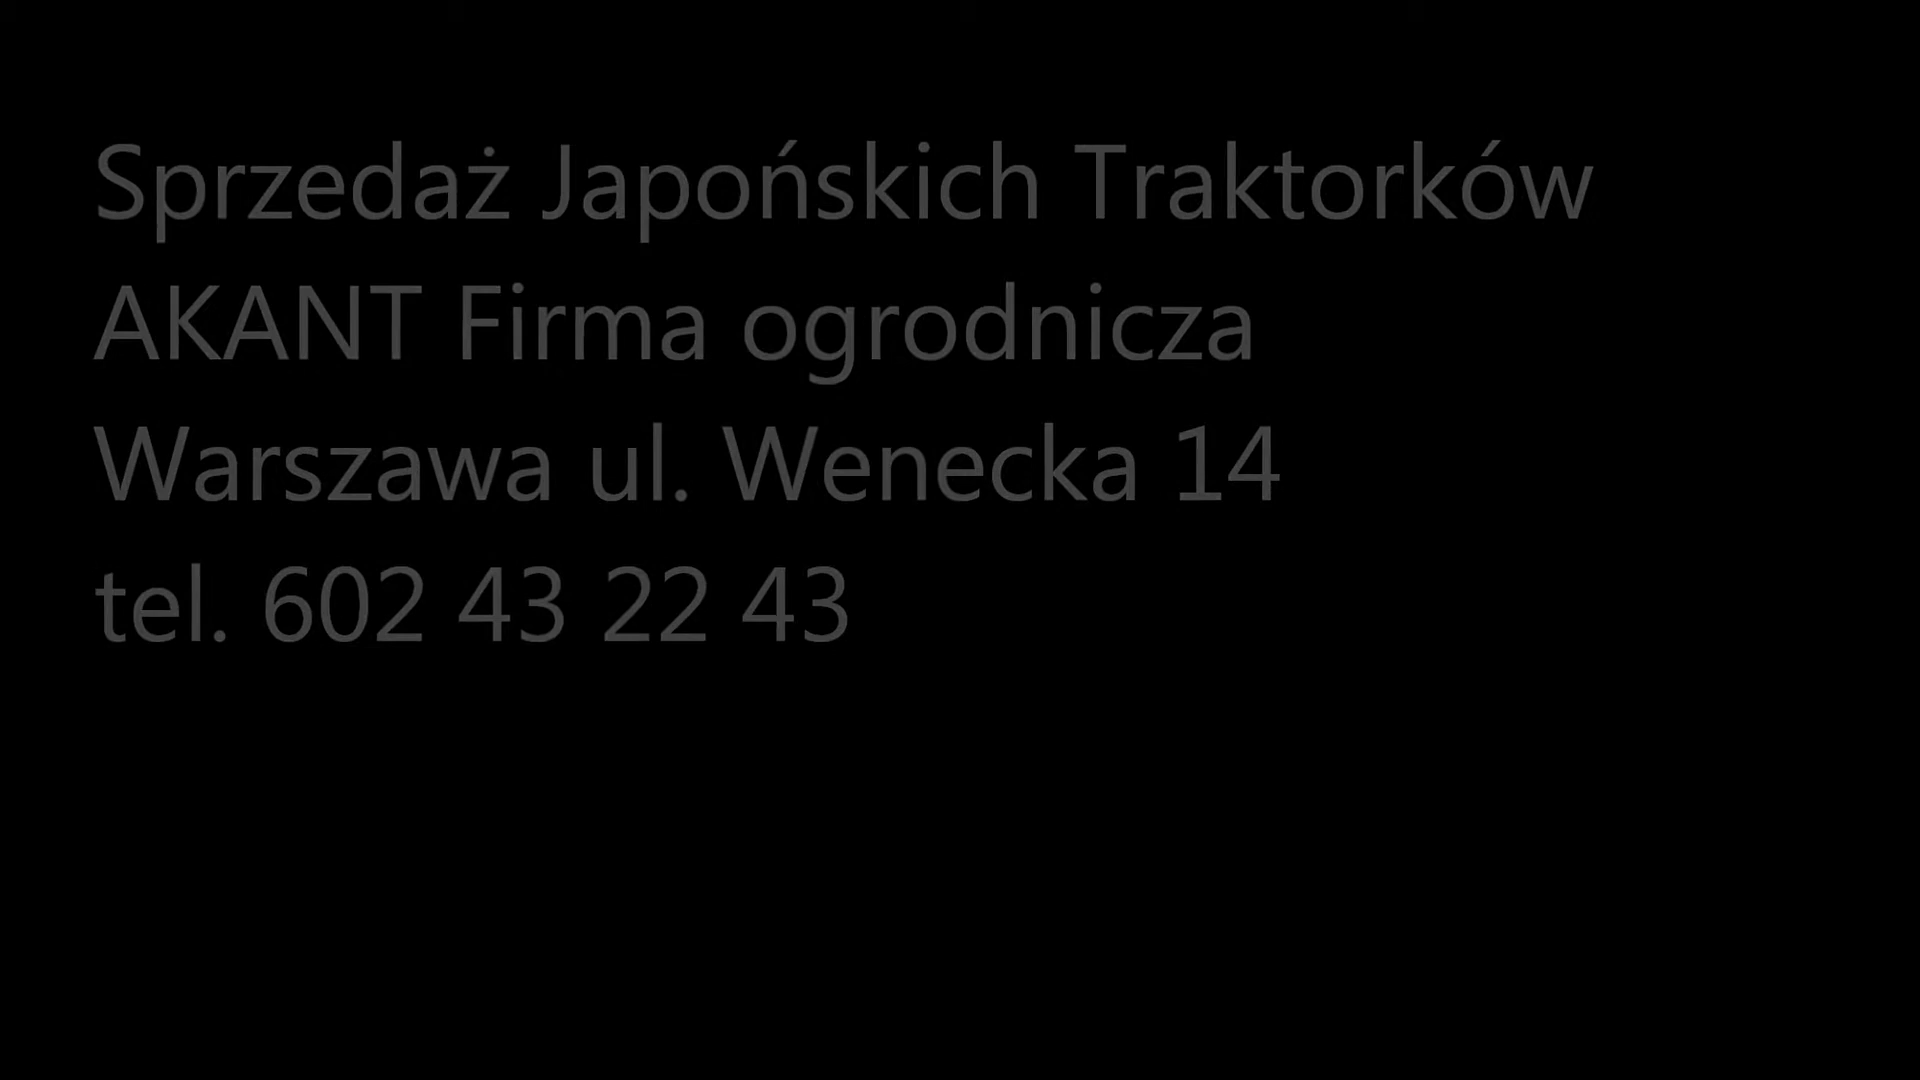 Sprzedaż Japońskich Traktorków
AKANT Firma ogrodnicza
Warszawa ul. Wenecka 14
tel. 602 43 22 43